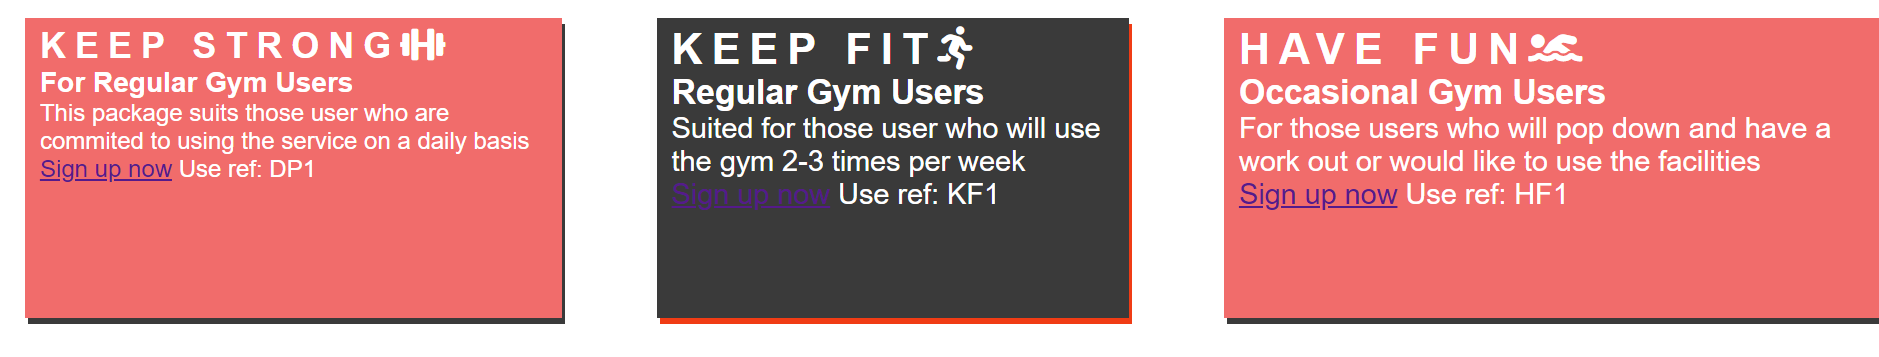 KEEP STRONG
For Regular Gym Users
This package suits those user who are
commited to using the service on a daily basis
Sign up now Use ref: DP1
KEEP FIT
Regular Gym Users
Suited for those user who will use
the gym 2-3 times per week
Sign up now Use ref: KF1
HAVE FUN
Occasional Gym Users
For those users who will pop down and have a
work out or would like to use the facilities
Sign up now Use ref: HF1